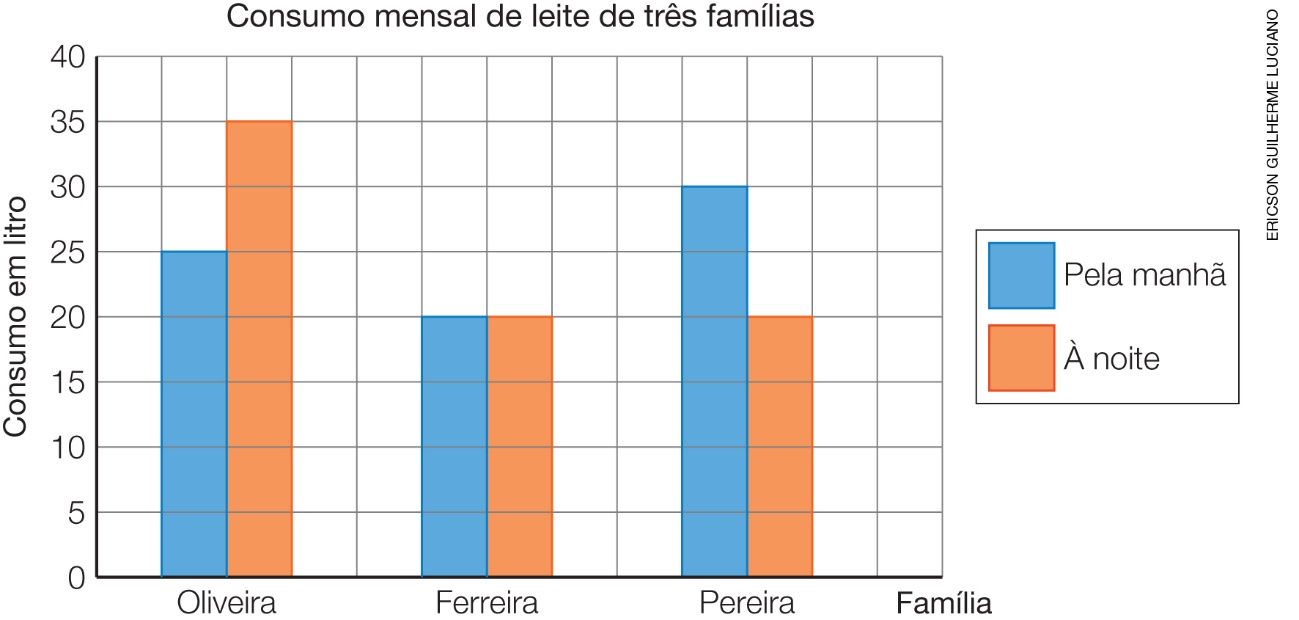 Consumo mensal de leite de três famílias
ERICSON GUILHERME LUCIANO
Consumo em litro
40
35
30
25
20
15
10
5
0
Oliveira Ferreira Pereira Família
Pela manhã
À noite